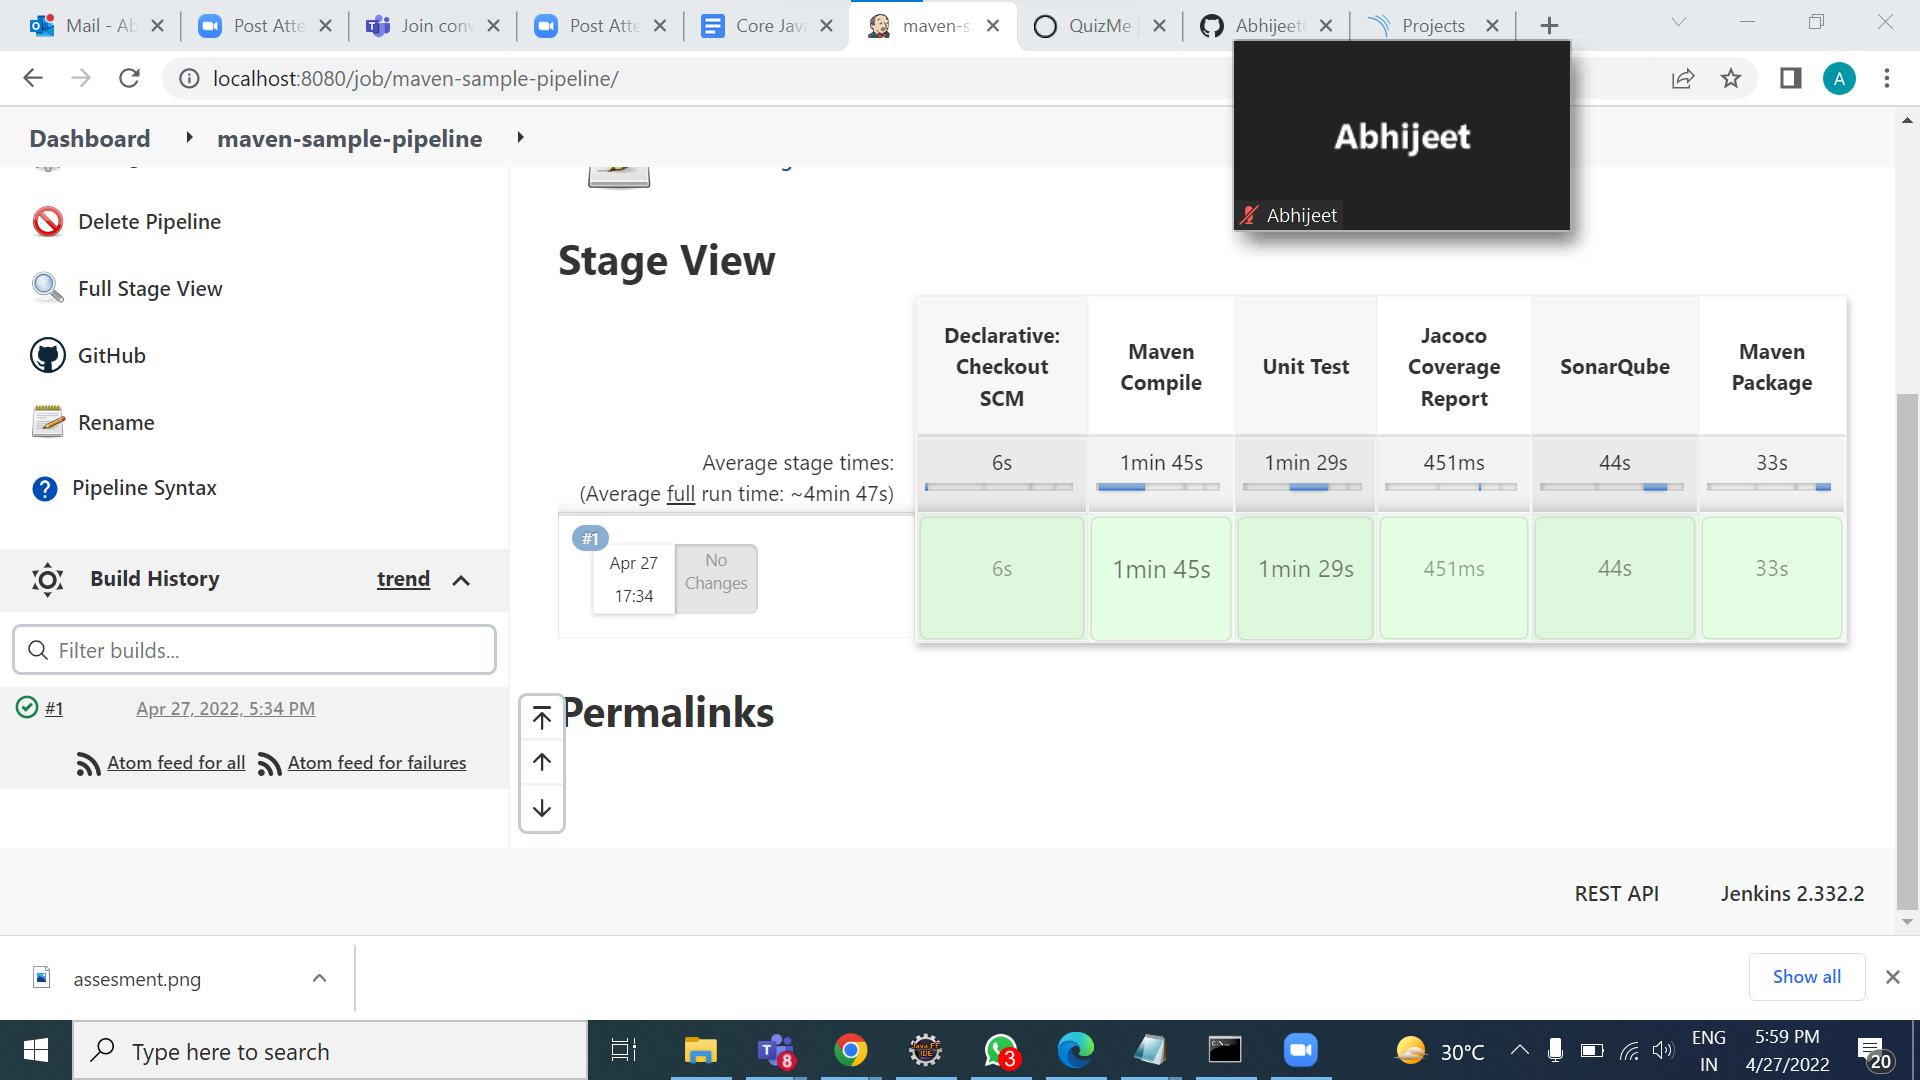 Mail - Ab
Post Atte
Join conv
Post Atte
Core Java
maven-s
QuizMe
Abhijeet
Projects
localhost:8080/job/maven-sample-pipeline/
A
Dashboard
maven-sample-pipeline
Abhijeet
Abhijeet
Delete Pipeline
Full Stage View
GitHub
Rename
Pipeline Syntax
Build History
trend
Filter builds...
#1
Apr 27, 2022, 5:34 PM
Atom feed for all
Atom feed for failures
Stage View
Declarative:
Checkout
SCM
Maven
Compile
Unit Test
Jacoco
Coverage
Report
SonarQube
Maven
Package
Average stage times:
(Average full run time: ~4min 47s)
6s
1min 45s
1min 29s
451ms
44s
33s
#1
Apr 27
17:34
No
Changes
6s
1min 45s
1min 29s
451ms
44s
33s
Permalinks
REST API
Jenkins 2.332.2
assesment.png
Show all
Type here to search
8
3
30°C
ENG
IN
5:59 PM
4/27/2022
20